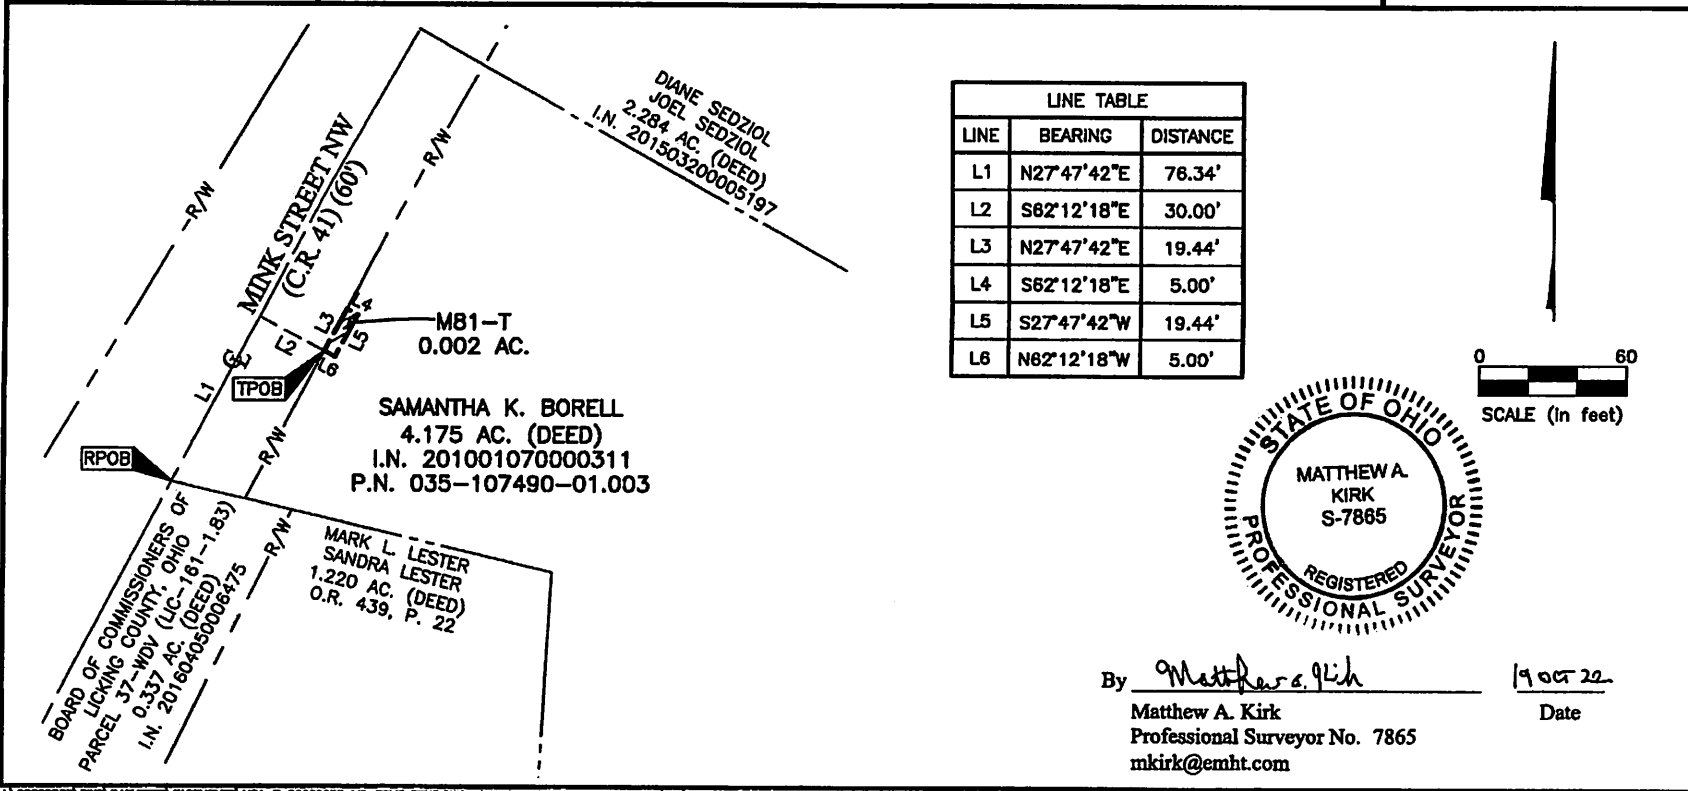 DIANE SEDZIOL
JOEL SEDZIOL
2.284 AC. (DEED)
I.N. 201503200005197
R/W
R/W
MINK STREET NW
(C.R. 41) (60')
L4
L3
L5
L2
L6
L1
M81-T
0.002 AC.
TPOB
SAMANTHA K. BORELL
4.175 AC. (DEED)
I.N. 201001070000311
P.N. 035-107490-01.003
RPOB
R/W
R/W
MARK L. LESTER
SANDRA LESTER
1.220 AC. (DEED)
O.R. 439, P. 22
BOARD OF COMMISSIONERS OF
LICKING COUNTY, OHIO
PARCEL 37-WDV (LIC-161-1.83)
0.337 AC. (DEED)
I.N. 201604050006475
LINE TABLE
LINE BEARING DISTANCE
L1 N27°47'42"E 76.34'
L2 S62°12'18"E 30.00'
L3 N27°47'42"E 19.44'
L4 S62°12'18"E 5.00'
L5 S27°47'42"W 19.44'
L6 N62°12'18"W 5.00'
0 60
SCALE (in feet)
STATE OF OHIO
MATTHEW A.
KIRK
S-7865
REGISTERED
PROFESSIONAL SURVEYOR
By Matthew A. Kirk 19 OCT 22
Matthew A. Kirk Date
Professional Surveyor No. 7865
mkirk@emht.com